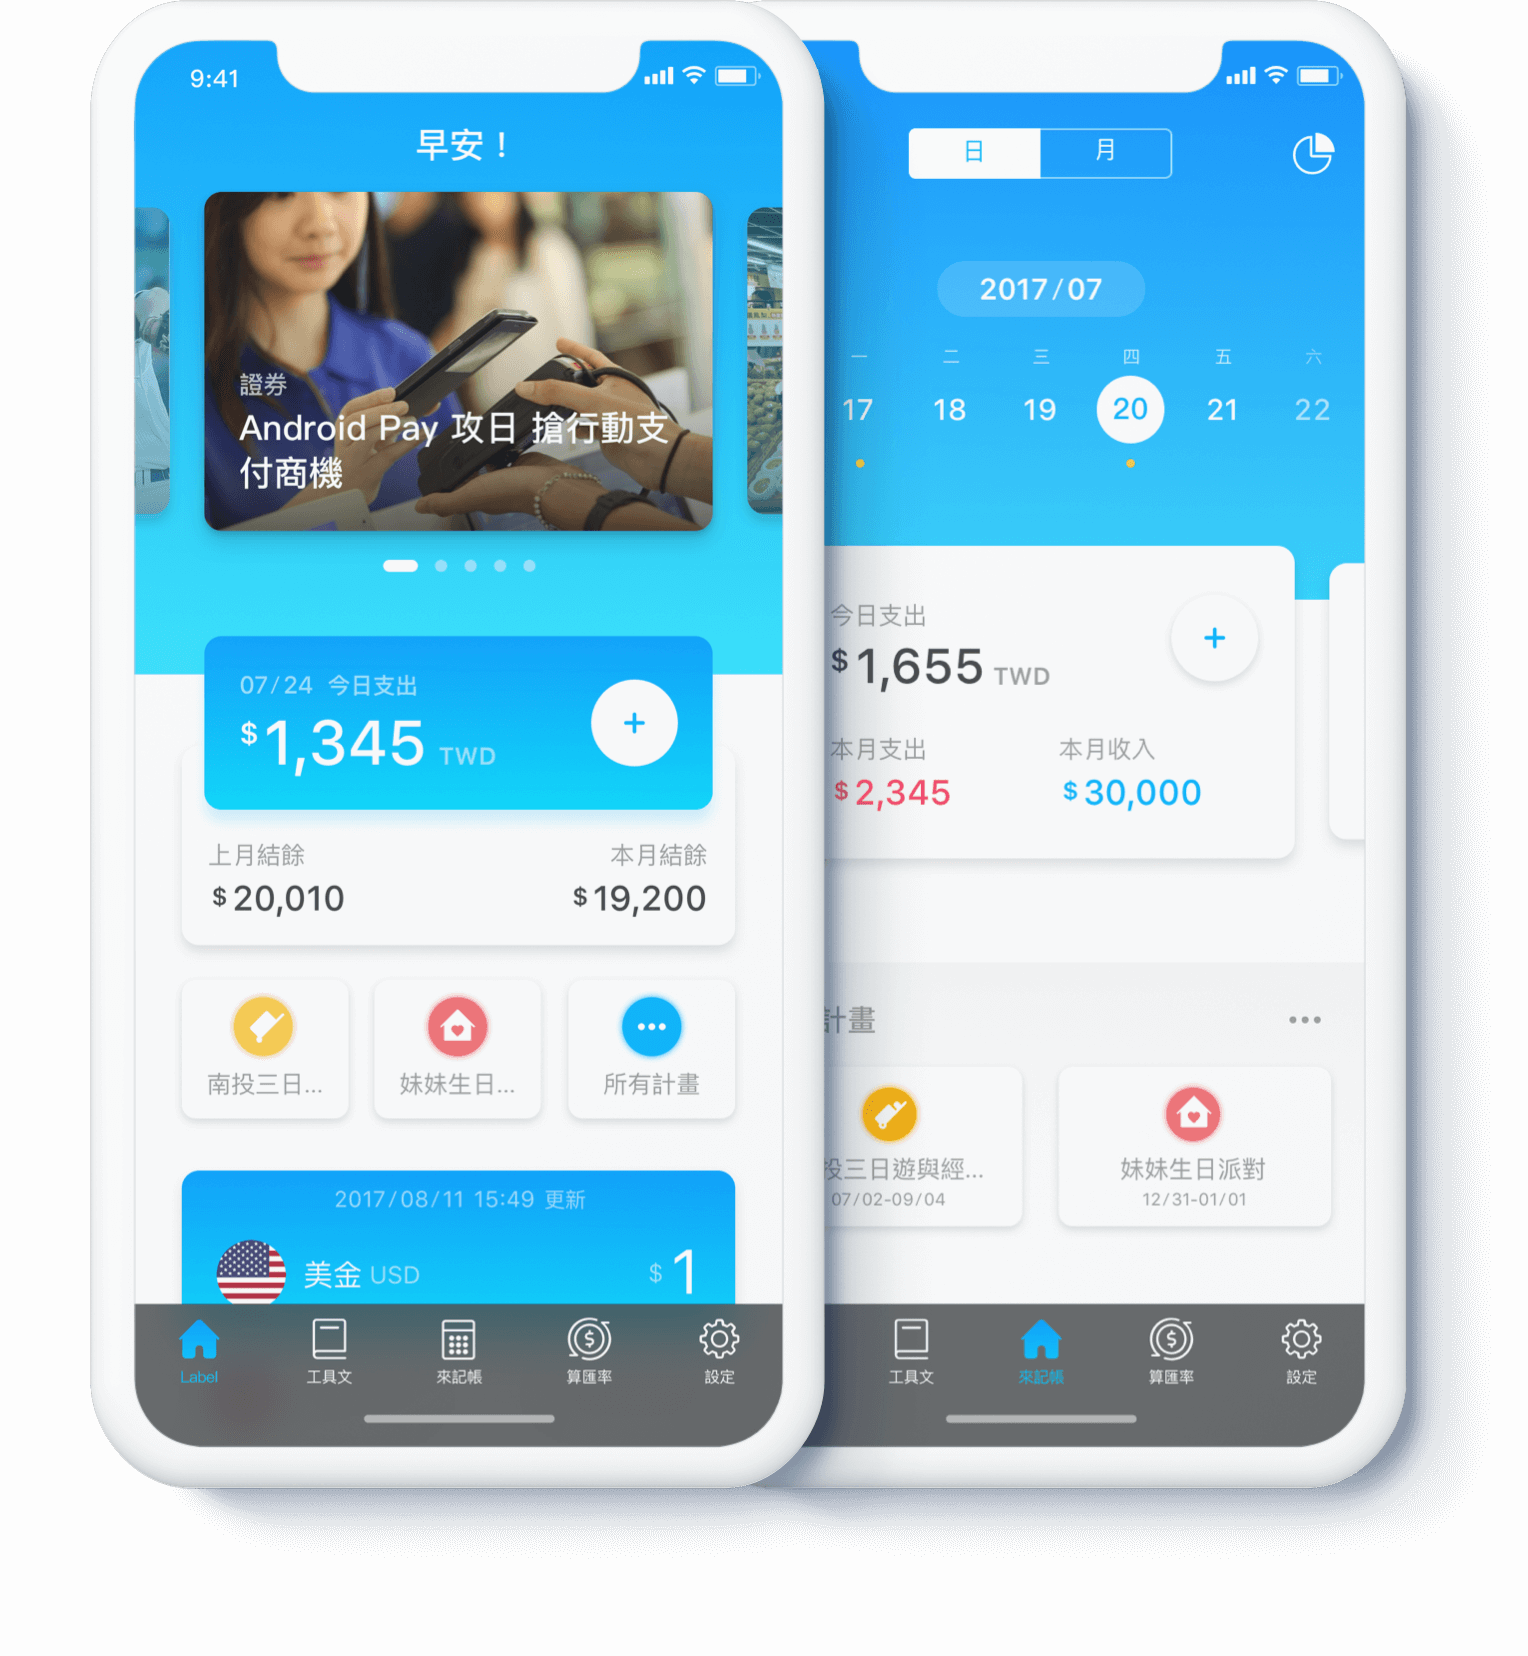 9:41
早安！
證券
Android Pay 攻日 搶行動支
付商機
07/24 今日支出
$1,345 TWD
上月結餘
$20,010
本月結餘
$19,200
南投三日...
妹妹生日...
所有計畫
2017/08/11 15:49 更新
美金 USD
$1
Label
工具文
來記帳
算匯率
設定
日
月
2017/07
一 二 三 四 五 六
17 18 19 20 21 22
今日支出
$1,655 TWD
本月支出
$2,345
本月收入
$30,000
計畫
投三日遊與經...
07/02-09/04
妹妹生日派對
12/31-01/01
工具文
來記帳
算匯率
設定